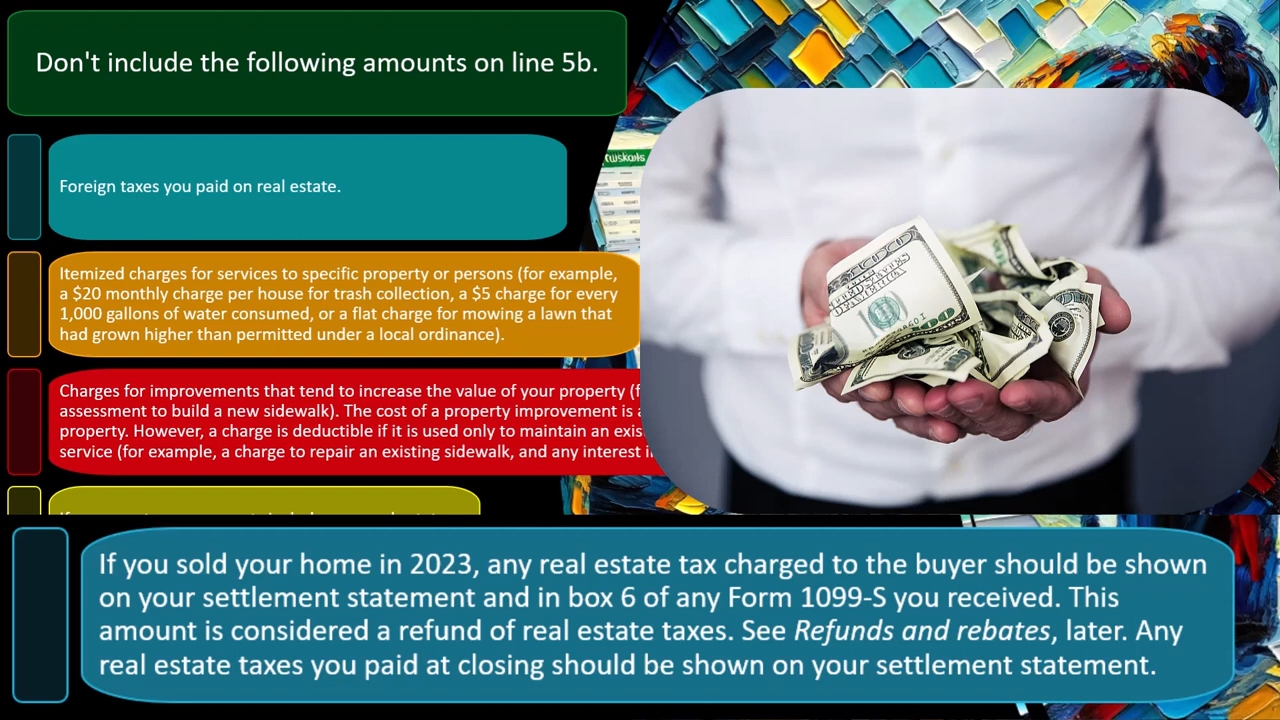 Don't include the following amounts on line 5b.
Foreign taxes you paid on real estate.
Itemized charges for services to specific property or persons (for example,
a $20 monthly charge per house for trash collection, a $5 charge for every
1,000 gallons of water consumed, or a flat charge for mowing a lawn that
had grown higher than permitted under a local ordinance).
Charges for improvements that tend to increase the value of your property (f
assessment to build a new sidewalk). The cost of a property improvement is
property. However, a charge is deductible if it is used only to maintain an exis
service (for example, a charge to repair an existing sidewalk, and any interest
If you sold your home in 2023, any real estate tax charged to the buyer should be shown
on your settlement statement and in box 6 of any Form 1099-S you received. This
amount is considered a refund of real estate taxes. See Refunds and rebates, later. Any
real estate taxes you paid at closing should be shown on your settlement statement.